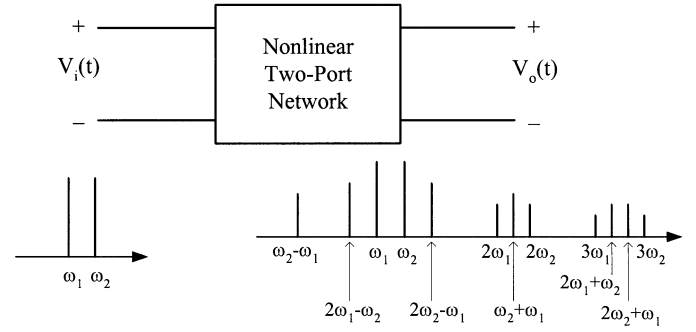 +
V_i(t)
−
Nonlinear
Two-Port
Network
+
V_o(t)
−
ω₁ ω₂
ω₂-ω₁ ω₁ ω₂ 2ω₁ 2ω₂ 3ω₁ 3ω₂
2ω₁+ω₂
2ω₁-ω₂ 2ω₂-ω₁ ω₂+ω₁ 2ω₂+ω₁